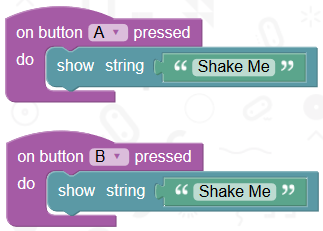 on button A pressed
do show string “ Shake Me ”
on button B pressed
do show string “ Shake Me ”